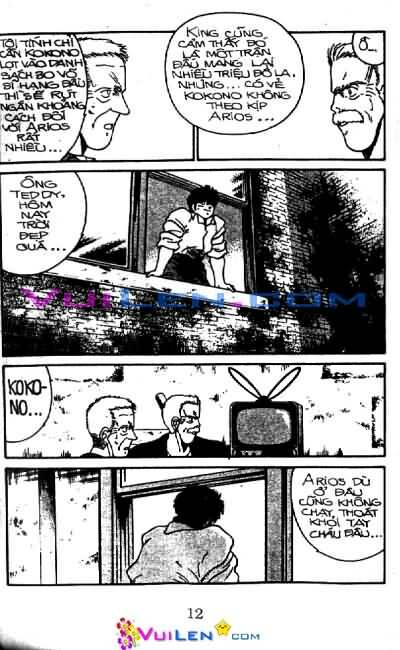 TÔI TÍNH CHỈ
CẦN KOKONO
LỌT VÀO DANH
SÁCH BO VỚ
SĨ HẠNG ĐẦU
THÌ SẼ RÚT
NGẮN KHOẢNG
CÁCH ĐỐI
VỚI ARIOS
RẤT
NHIỀU...
KING CŨNG
CẢM THẤY ĐÓ
LÀ MỘT TRẬN
ĐẤU MANG LẠI
NHIỀU TRIỆU ĐÔ LA,
NHƯNG... CÓ VẺ
KOKONO KHÔNG
THEO KỊP
ARIOS...
Ồ...
ÔNG
TEDDY,
HÔM
NAY
TRỜI
ĐẸP
QUÁ...
VUILEN.COM
KOKO-
NO...
ARIOS DÙ
Ở ĐÂU
CŨNG KHÔNG
CHẠY, THOÁT
KHỎI TAY
CHÁU ĐÂU...
12
VUILEN.COM